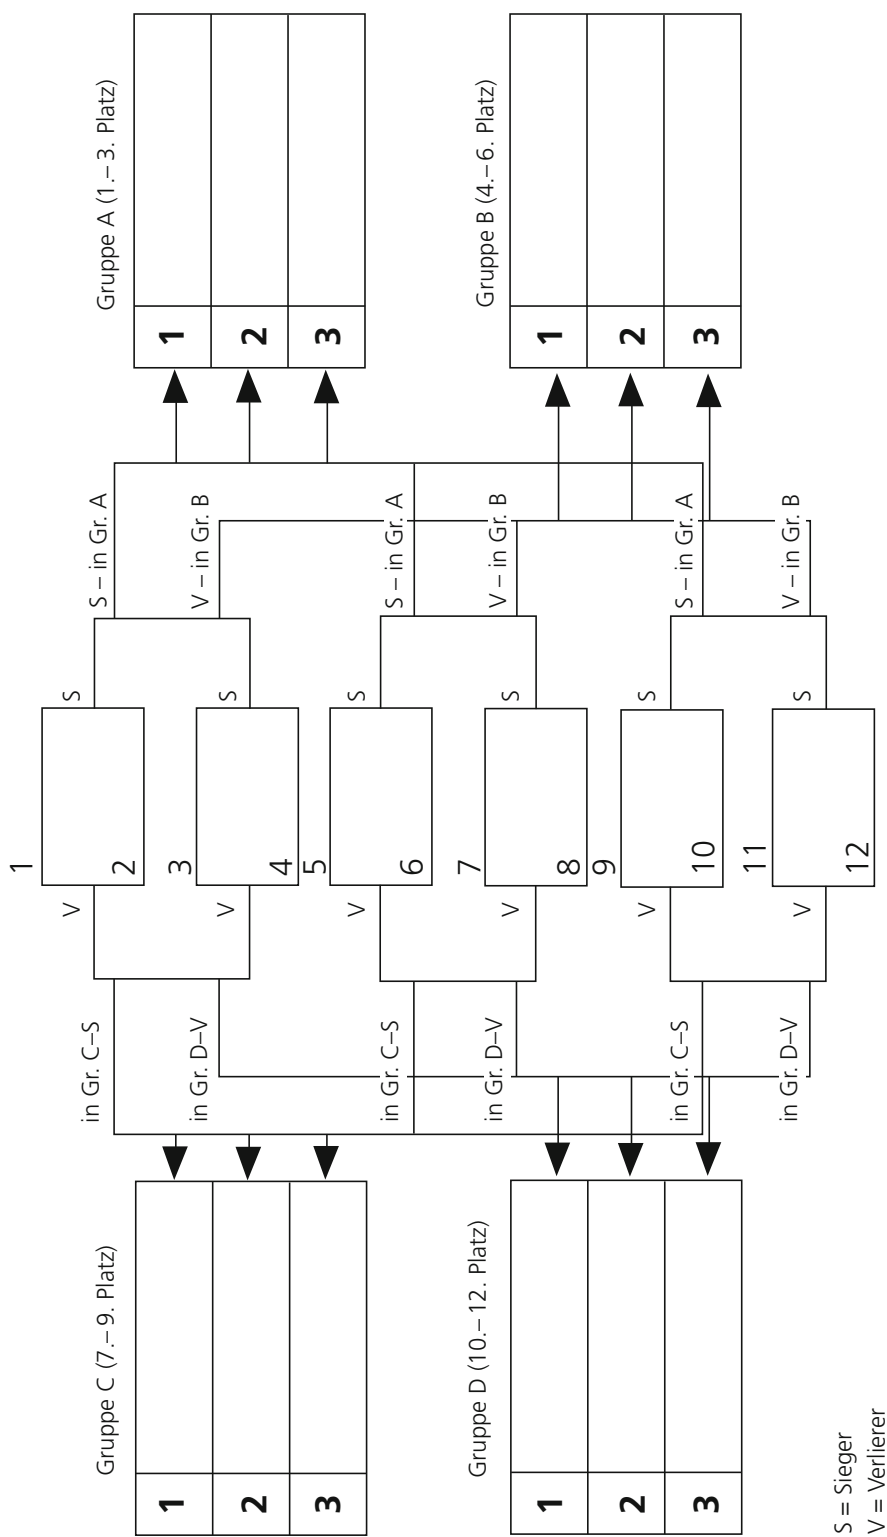 Gruppe C (7.–9. Platz)
1
2
3
Gruppe D (10.–12. Platz)
1
2
3
in Gr. C–S
in Gr. D–V
in Gr. C–S
in Gr. D–V
in Gr. C–S
in Gr. D–V
V
V
V
V
V
V
1
2
3
4
5
6
7
8
9
10
11
12
S
S
S
S
S
S
S – in Gr. A
V – in Gr. B
S – in Gr. A
V – in Gr. B
S – in Gr. A
V – in Gr. B
Gruppe A (1.–3. Platz)
1
2
3
Gruppe B (4.–6. Platz)
1
2
3
S = Sieger
V = Verlierer